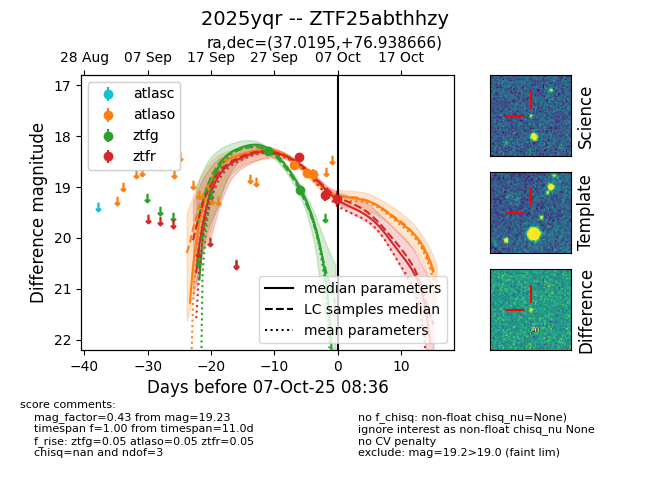 2025yqr -- ZTF25abthhzy
ra,dec=(37.0195,+76.938666)
28 Aug 07 Sep 17 Sep 27 Sep 07 Oct 17 Oct
atlasc
atlaso
ztfg
ztfr
17
18
19
20
21
22
Difference magnitude
median parameters
LC samples median
mean parameters
−40 −30 −20 −10 0 10
Days before 07-Oct-25 08:36
Science
Template
Difference
score comments:
mag_factor=0.43 from mag=19.23
timespan f=1.00 from timespan=11.0d
f_rise: ztfg=0.05 atlaso=0.05 ztfr=0.05
chisq=nan and ndof=3
no f_chisq: non-float chisq_nu=None)
ignore interest as non-float chisq_nu None
no CV penalty
exclude: mag=19.2>19.0 (faint lim)